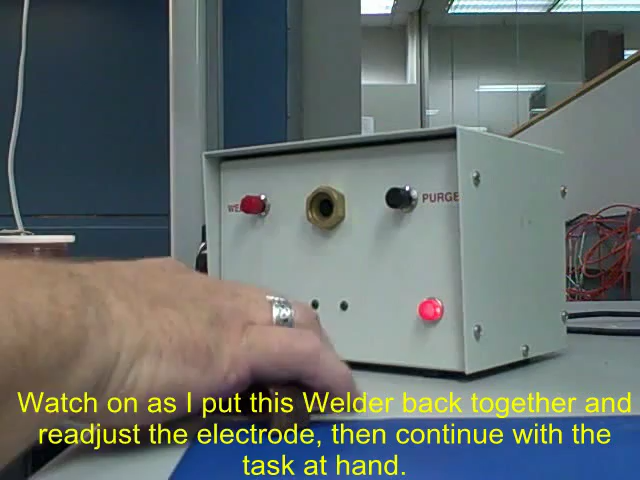 PURGE
Watch on as I put this Welder back together and
readjust the electrode, then continue with the
task at hand.